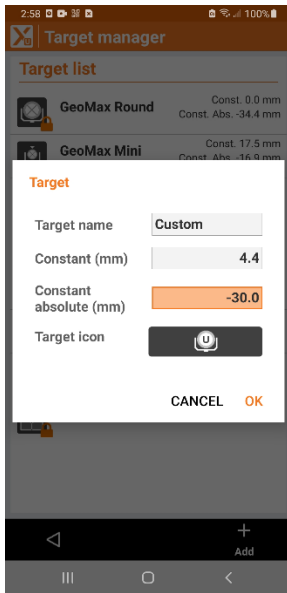 2:58 100%
Target manager
Target list
GeoMax Round
Const. 0.0 mm
Const. Abs. -34.4 mm
GeoMax Mini
Const. 17.5 mm
Const. Abs. -16.9 mm
Target
Target name Custom
Constant (mm) 4.4
Constant
absolute (mm) -30.0
Target icon U
CANCEL OK
+
Add